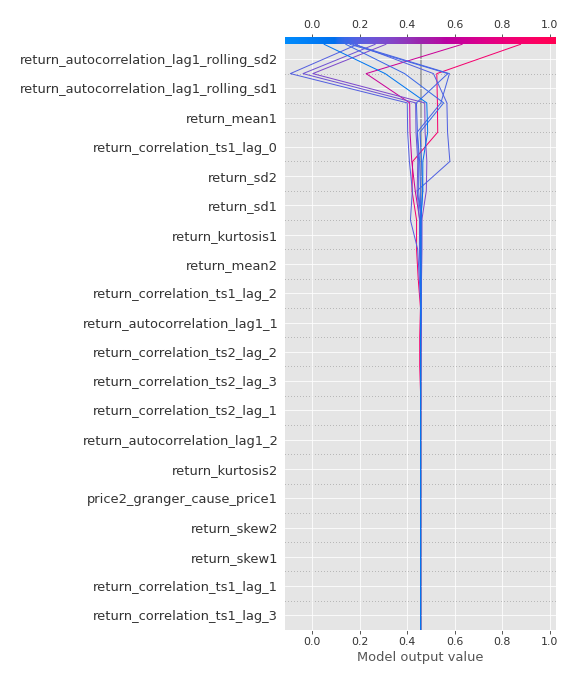 0.0 0.2 0.4 0.6 0.8 1.0
return_autocorrelation_lag1_rolling_sd2
return_autocorrelation_lag1_rolling_sd1
return_mean1
return_correlation_ts1_lag_0
return_sd2
return_sd1
return_kurtosis1
return_mean2
return_correlation_ts1_lag_2
return_autocorrelation_lag1_1
return_correlation_ts2_lag_2
return_correlation_ts2_lag_3
return_correlation_ts2_lag_1
return_autocorrelation_lag1_2
return_kurtosis2
price2_granger_cause_price1
return_skew2
return_skew1
return_correlation_ts1_lag_1
return_correlation_ts1_lag_3
0.0 0.2 0.4 0.6 0.8 1.0
Model output value